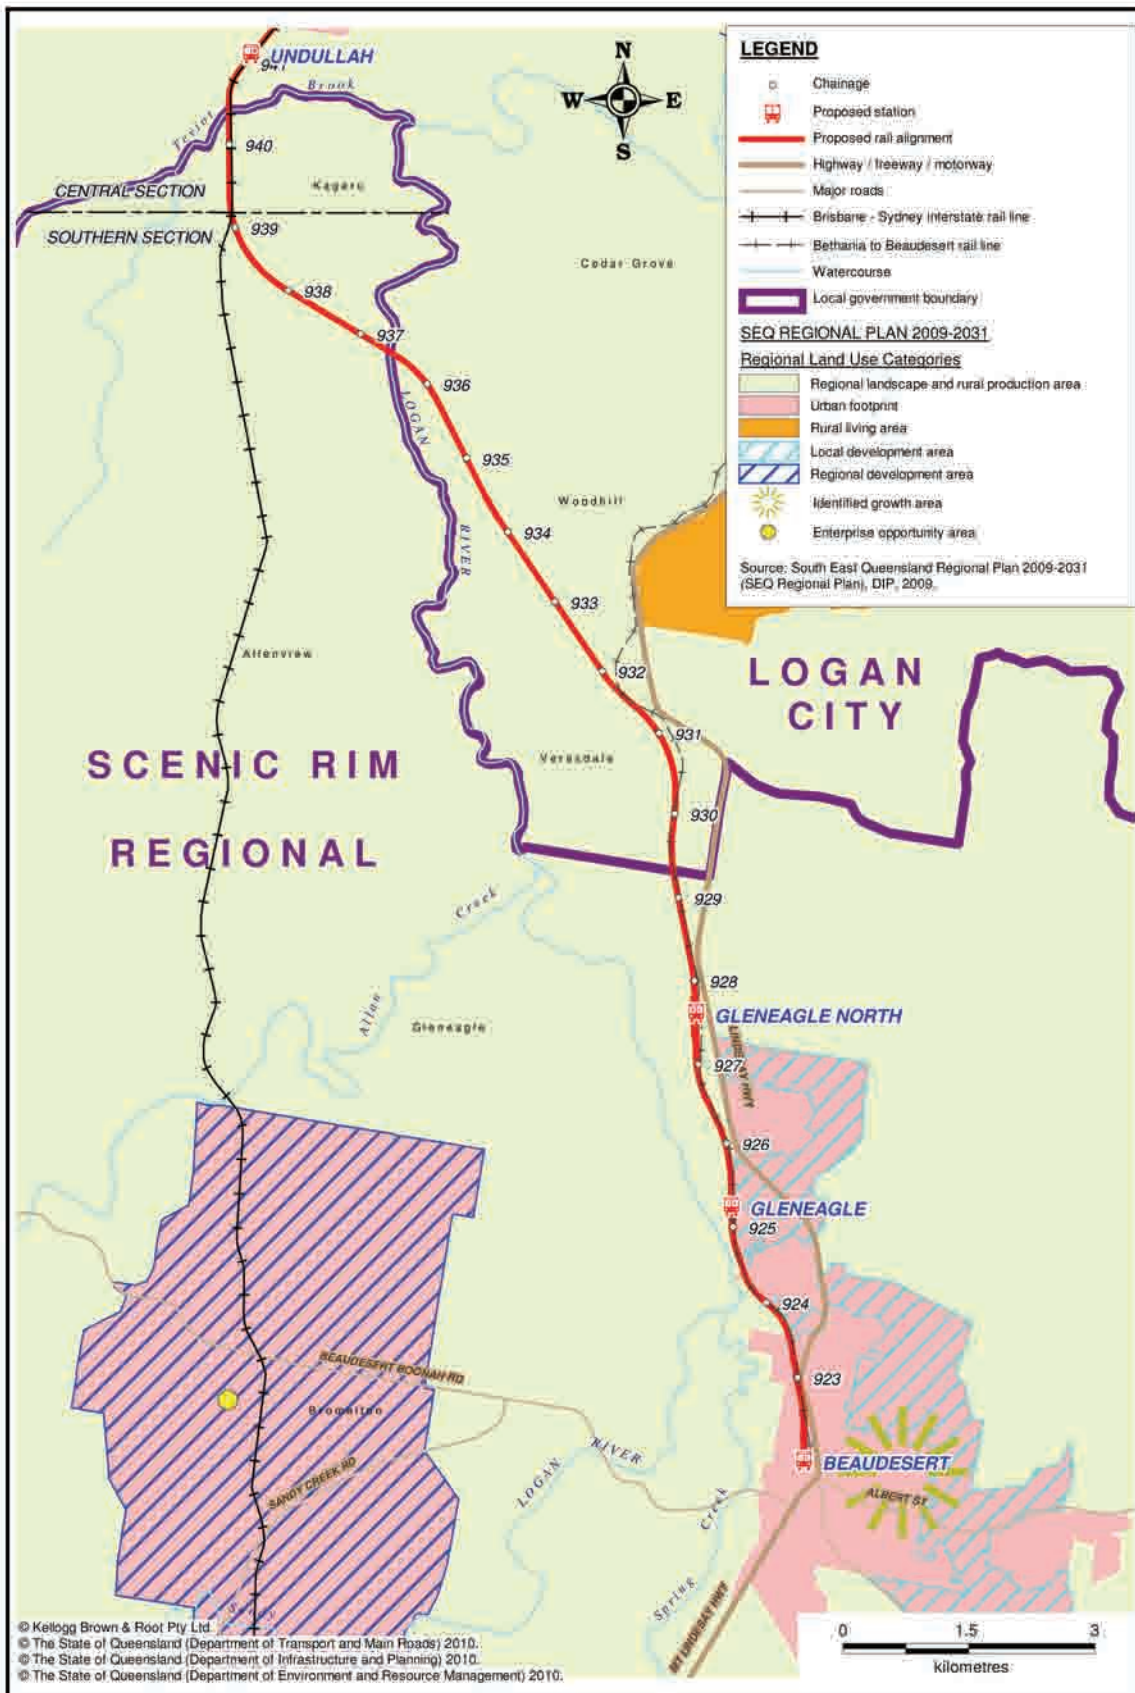 UNDULLAH
941
Teviot
Brook
N
W
E
S
940
CENTRAL SECTION
Kagaru
SOUTHERN SECTION
939
Cedar Grove
938
937
936
LOGAN
935
Woodhill
RIVER
934
933
Allenview
932
LOGAN
CITY
931
SCENIC RIM
Veresdale
930
REGIONAL
929
Allan
Creek
928
GLENEAGLE NORTH
Gleneagle
LINDESAY HWY
927
926
GLENEAGLE
925
924
BEAUDESERT BOONAH RD
923
Bromelton
LOGAN
RIVER
BEAUDESERT
SANDY CREEK RD
ALBERT ST
Spring
Creek
MT LINDESAY HWY
LEGEND
Chainage
Proposed station
Proposed rail alignment
Highway / freeway / motorway
Major roads
Brisbane - Sydney interstate rail line
Bethania to Beaudesert rail line
Watercourse
Local government boundary
SEQ REGIONAL PLAN 2009-2031
Regional Land Use Categories
Regional landscape and rural production area
Urban footprint
Rural living area
Local development area
Regional development area
Identified growth area
Enterprise opportunity area
Source: South East Queensland Regional Plan 2009-2031
(SEQ Regional Plan), DIP, 2009.
© Kellogg Brown & Root Pty Ltd.
© The State of Queensland (Department of Transport and Main Roads) 2010.
© The State of Queensland (Department of Infrastructure and Planning) 2010.
© The State of Queensland (Department of Environment and Resource Management) 2010.
0 1.5 3
kilometres